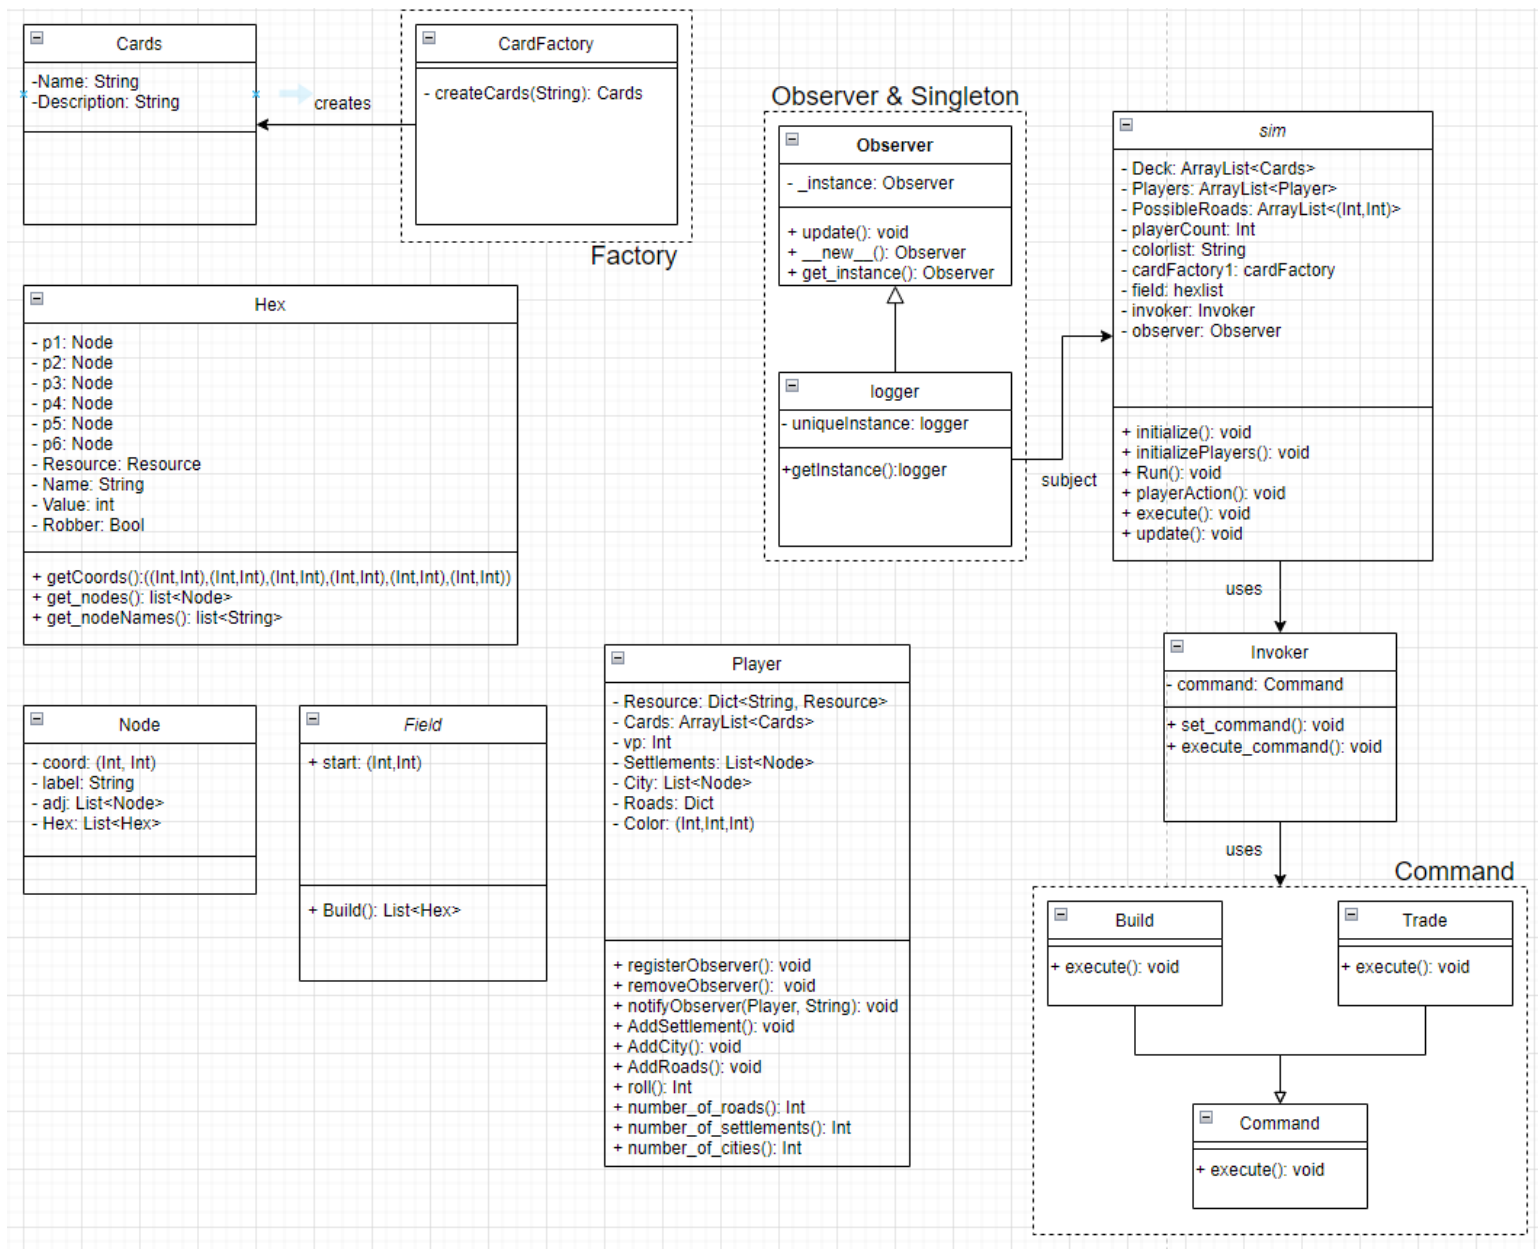 Cards
-Name: String
-Description: String
creates
CardFactory
- createCards(String): Cards
Factory
Observer & Singleton
Observer
- _instance: Observer
+ update(): void
+ __new__(): Observer
+ get_instance(): Observer
logger
- uniqueInstance: logger
+getInstance():logger
subject
sim
- Deck: ArrayList<Cards>
- Players: ArrayList<Player>
- PossibleRoads: ArrayList<(Int,Int)>
- playerCount: Int
- colorlist: String
- cardFactory1: cardFactory
- field: hexlist
- invoker: Invoker
- observer: Observer
+ initialize(): void
+ initializePlayers(): void
+ Run(): void
+ playerAction(): void
+ execute(): void
+ update(): void
uses
Hex
- p1: Node
- p2: Node
- p3: Node
- p4: Node
- p5: Node
- p6: Node
- Resource: Resource
- Name: String
- Value: int
- Robber: Bool
+ getCoords():((Int,Int),(Int,Int),(Int,Int),(Int,Int),(Int,Int),(Int,Int))
+ get_nodes(): list<Node>
+ get_nodeNames(): list<String>
Node
- coord: (Int, Int)
- label: String
- adj: List<Node>
- Hex: List<Hex>
Field
+ start: (Int,Int)
+ Build(): List<Hex>
Player
- Resource: Dict<String, Resource>
- Cards: ArrayList<Cards>
- vp: Int
- Settlements: List<Node>
- City: List<Node>
- Roads: Dict
- Color: (Int,Int,Int)
+ registerObserver(): void
+ removeObserver():  void
+ notifyObserver(Player, String): void
+ AddSettlement(): void
+ AddCity(): void
+ AddRoads(): void
+ roll(): Int
+ number_of_roads(): Int
+ number_of_settlements(): Int
+ number_of_cities(): Int
Invoker
- command: Command
+ set_command(): void
+ execute_command(): void
uses
Command
Build
+ execute(): void
Trade
+ execute(): void
Command
+ execute(): void